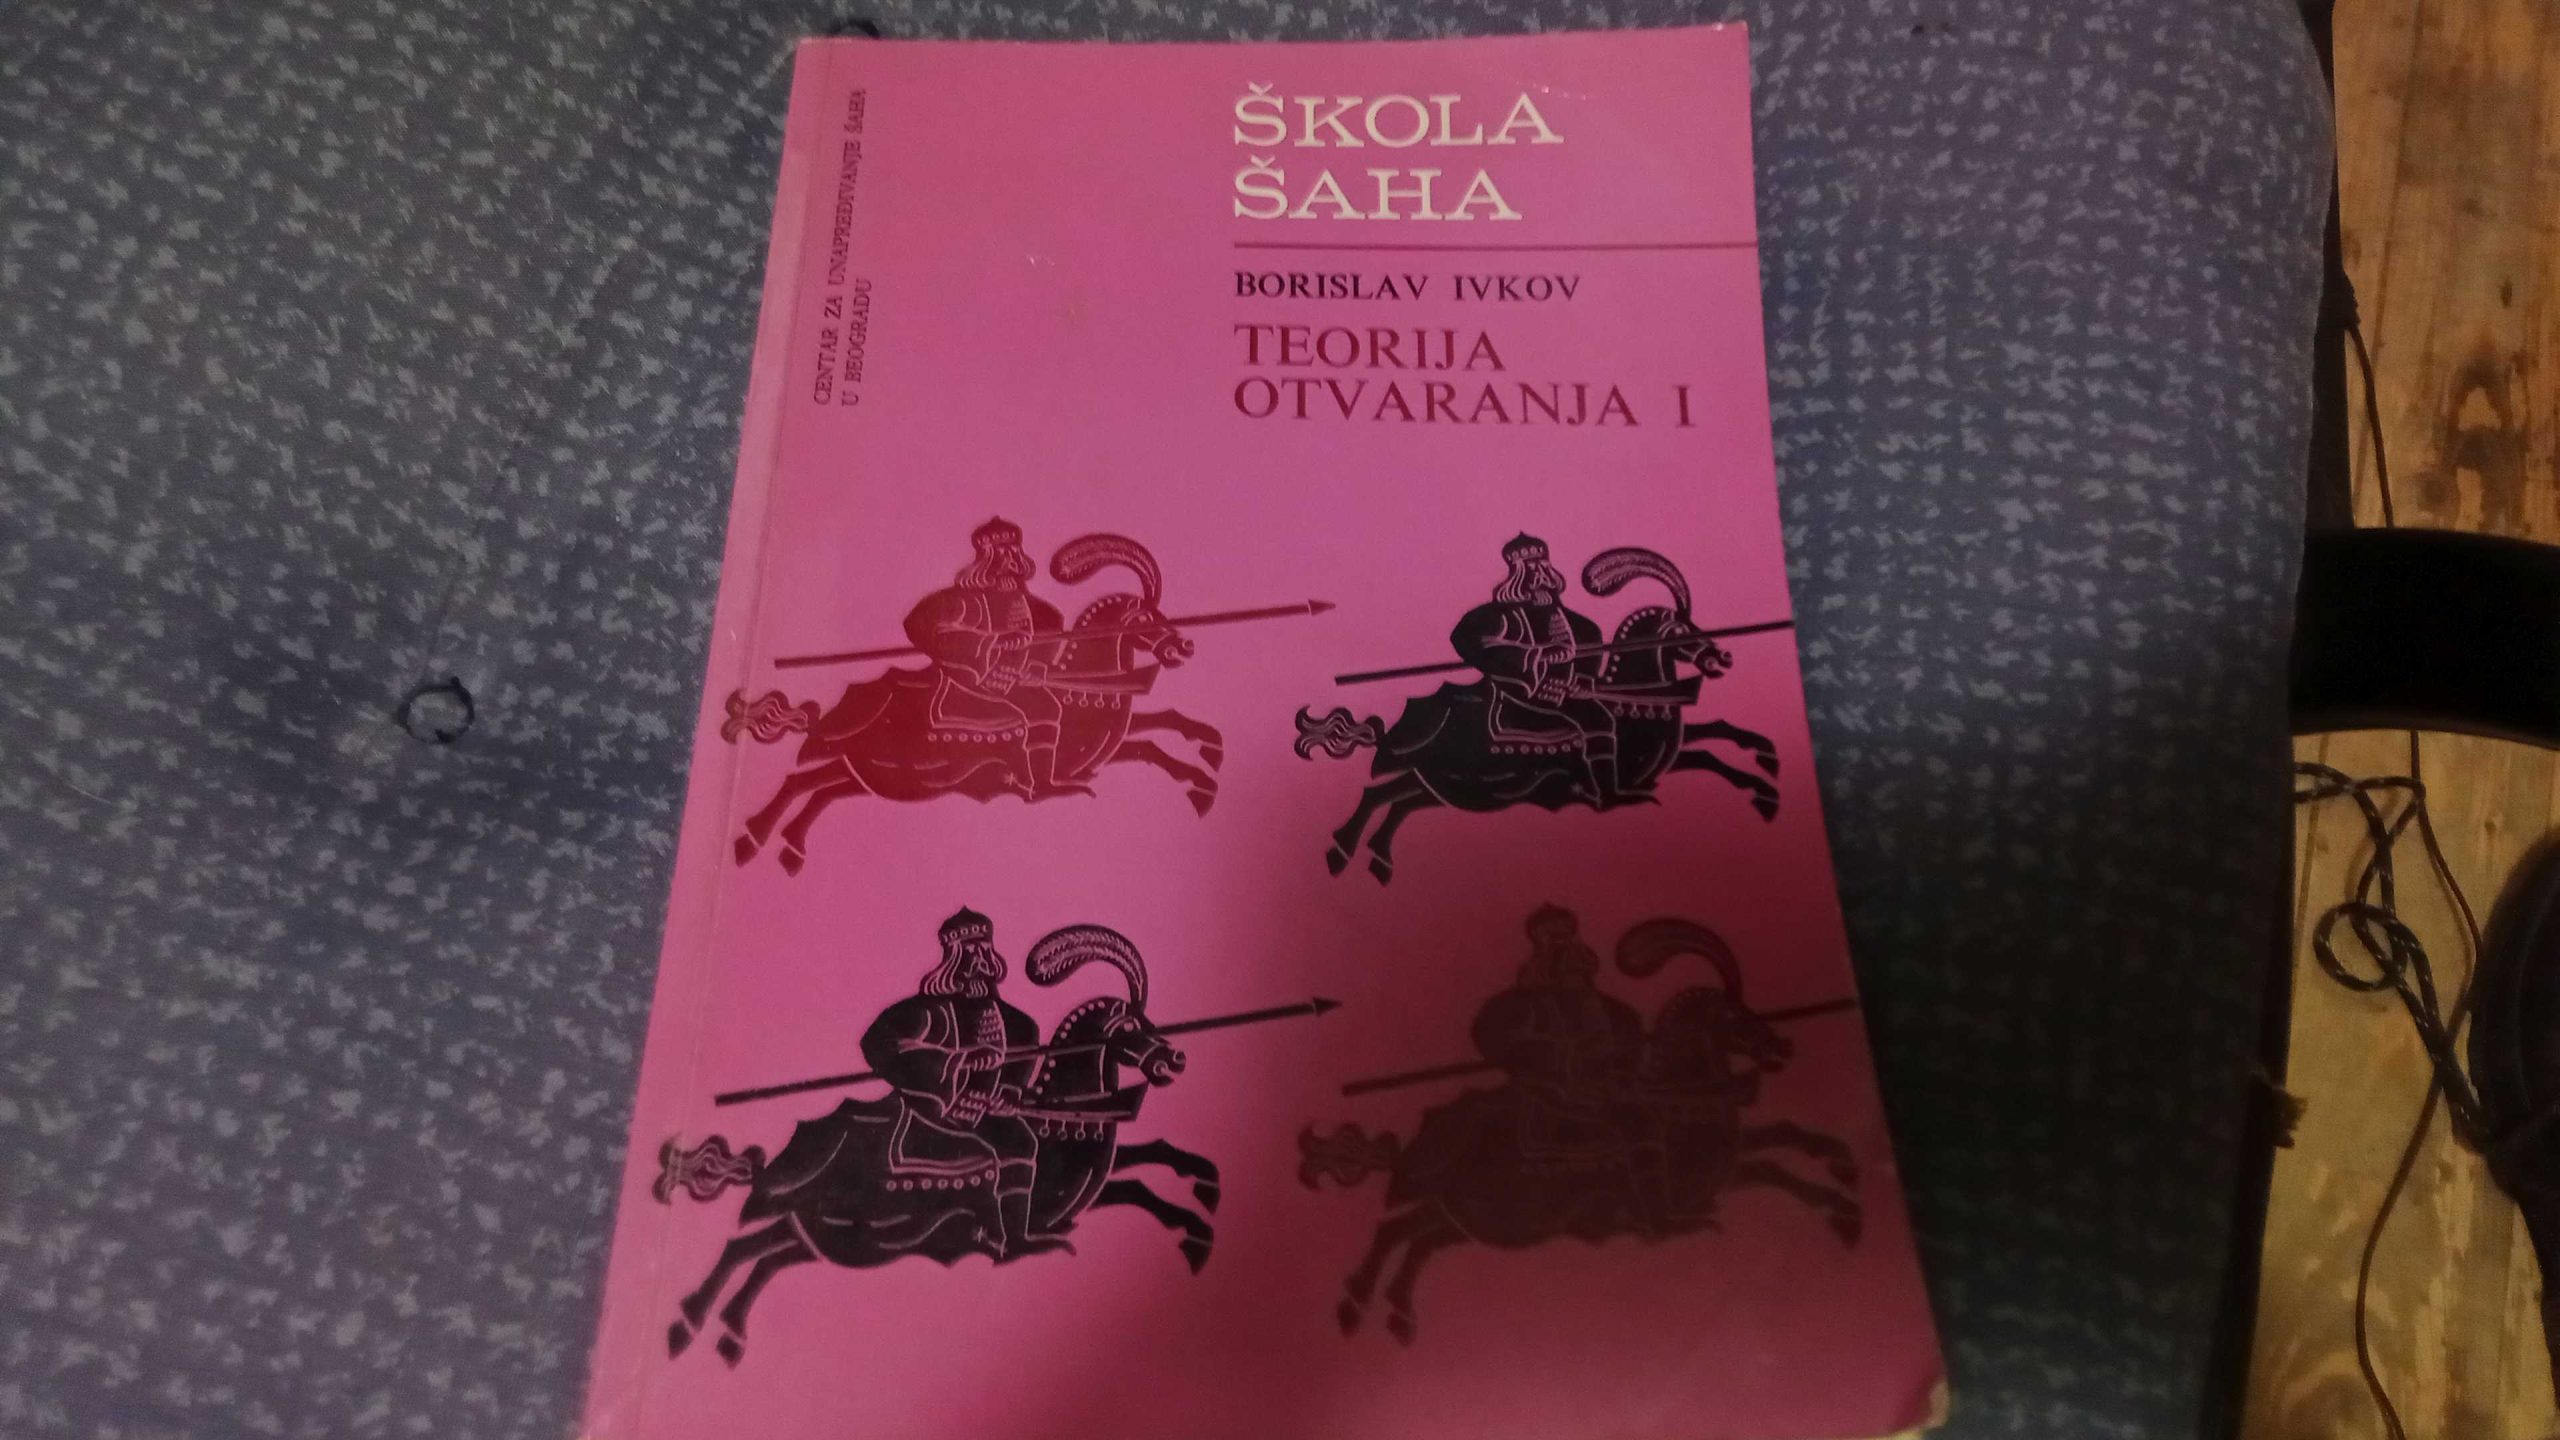 ŠKOLA
ŠAHA
BORISLAV IVKOV
TEORIJA
OTVARANJA I
CENTAR ZA UNAPREĐIVANJE ŠAHA
U BEOGRADU